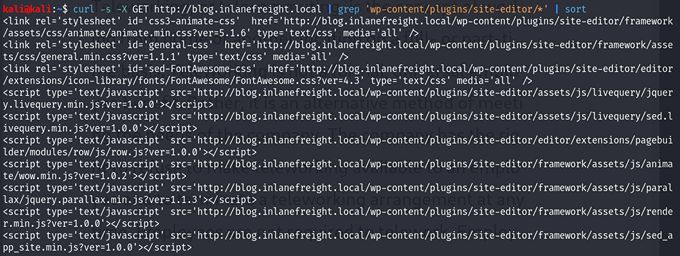 kali@kali:~$ curl -s -X GET http://blog.inlanefreight.local | grep 'wp-content/plugins/site-editor/*' | sort
<link rel='stylesheet' id='css3-animate-css'  href='http://blog.inlanefreight.local/wp-content/plugins/site-editor/framework
/assets/css/animate/animate.min.css?ver=5.1.6' type='text/css' media='all' />
<link rel='stylesheet' id='general-css'  href='http://blog.inlanefreight.local/wp-content/plugins/site-editor/framework/asse
ts/css/general.min.css?ver=1.1.1' type='text/css' media='all' />
<link rel='stylesheet' id='sed-FontAwesome-css'  href='http://blog.inlanefreight.local/wp-content/plugins/site-editor/editor
/extensions/icon-library/fonts/FontAwesome/FontAwesome.css?ver=4.3' type='text/css' media='all' />
<script type='text/javascript' src='http://blog.inlanefreight.local/wp-content/plugins/site-editor/assets/js/livequery/jquer
y.livequery.min.js?ver=1.0.0'></script>
<script type='text/javascript' src='http://blog.inlanefreight.local/wp-content/plugins/site-editor/assets/js/livequery/sed.l
ivequery.min.js?ver=1.0.0'></script>
<script type='text/javascript' src='http://blog.inlanefreight.local/wp-content/plugins/site-editor/editor/extensions/pagebui
lder/modules/row/js/row.js?ver=1.0.0'></script>
<script type='text/javascript' src='http://blog.inlanefreight.local/wp-content/plugins/site-editor/framework/assets/js/anima
te/wow.min.js?ver=1.0.2'></script>
<script type='text/javascript' src='http://blog.inlanefreight.local/wp-content/plugins/site-editor/framework/assets/js/paral
lax/jquery.parallax.min.js?ver=1.1.3'></script>
<script type='text/javascript' src='http://blog.inlanefreight.local/wp-content/plugins/site-editor/framework/assets/js/rende
r.min.js?ver=1.0.0'></script>
<script type='text/javascript' src='http://blog.inlanefreight.local/wp-content/plugins/site-editor/framework/assets/js/sed_a
pp_site.min.js?ver=1.0.0'></script>